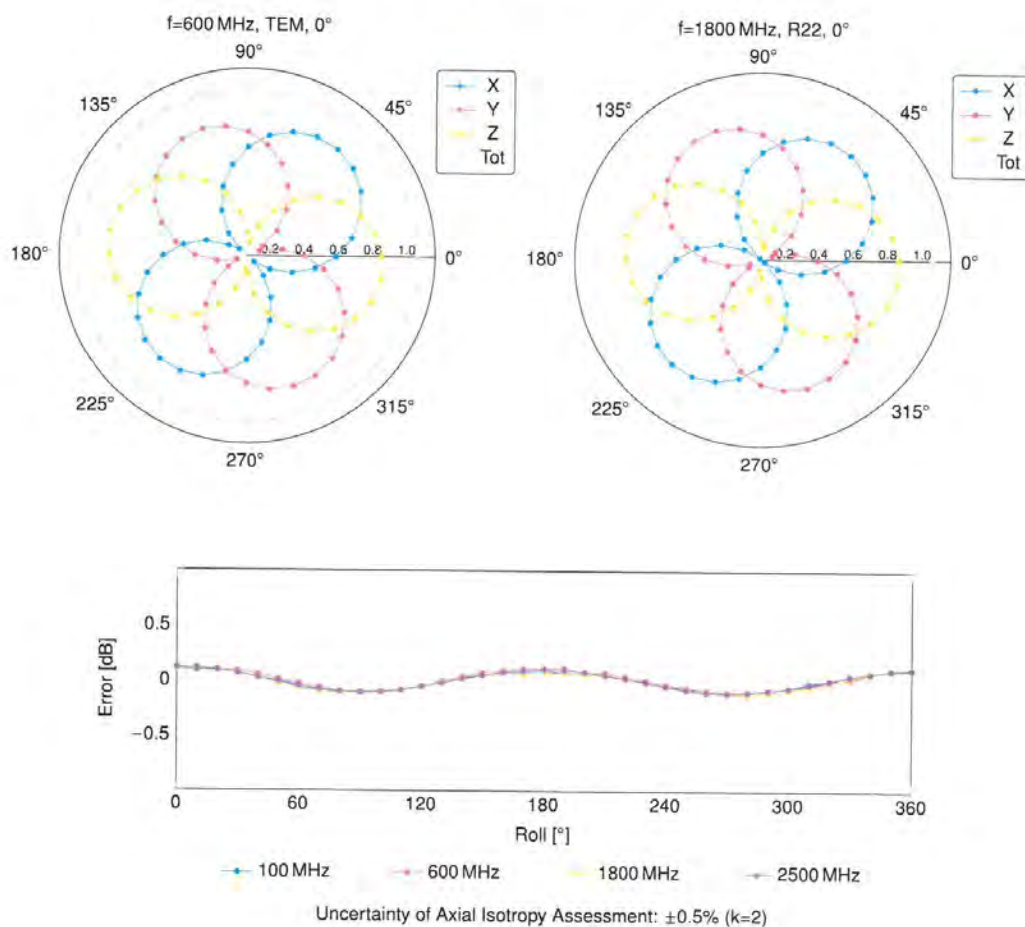 f=600 MHz, TEM, 0°
90°
135°
45°
180°
0°
225°
315°
270°
0.2 0.4 0.6 0.8 1.0
X
Y
Z
Tot
f=1800 MHz, R22, 0°
90°
135°
45°
180°
0°
225°
315°
270°
0.2 0.4 0.6 0.8 1.0
X
Y
Z
Tot
Error [dB]
0.5
0
−0.5
0 60 120 180 240 300 360
Roll [°]
100 MHz 600 MHz 1800 MHz 2500 MHz
Uncertainty of Axial Isotropy Assessment: ±0.5% (k=2)